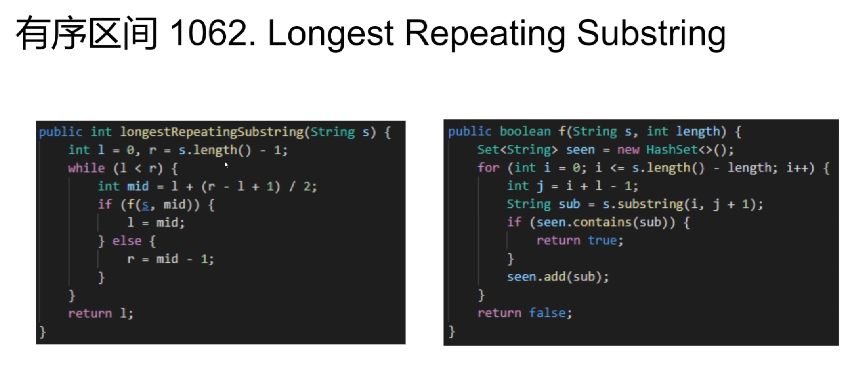 有序区间 1062. Longest Repeating Substring
public int longestRepeatingSubstring(String s) {
int l = 0, r = s.length() - 1;
while (l < r) {
int mid = l + (r - l + 1) / 2;
if (f(s, mid)) {
l = mid;
} else {
r = mid - 1;
}
}
return l;
}
public boolean f(String s, int length) {
Set<String> seen = new HashSet<>();
for (int i = 0; i <= s.length() - length; i++) {
int j = i + l - 1;
String sub = s.substring(i, j + 1);
if (seen.contains(sub)) {
return true;
}
seen.add(sub);
}
return false;
}